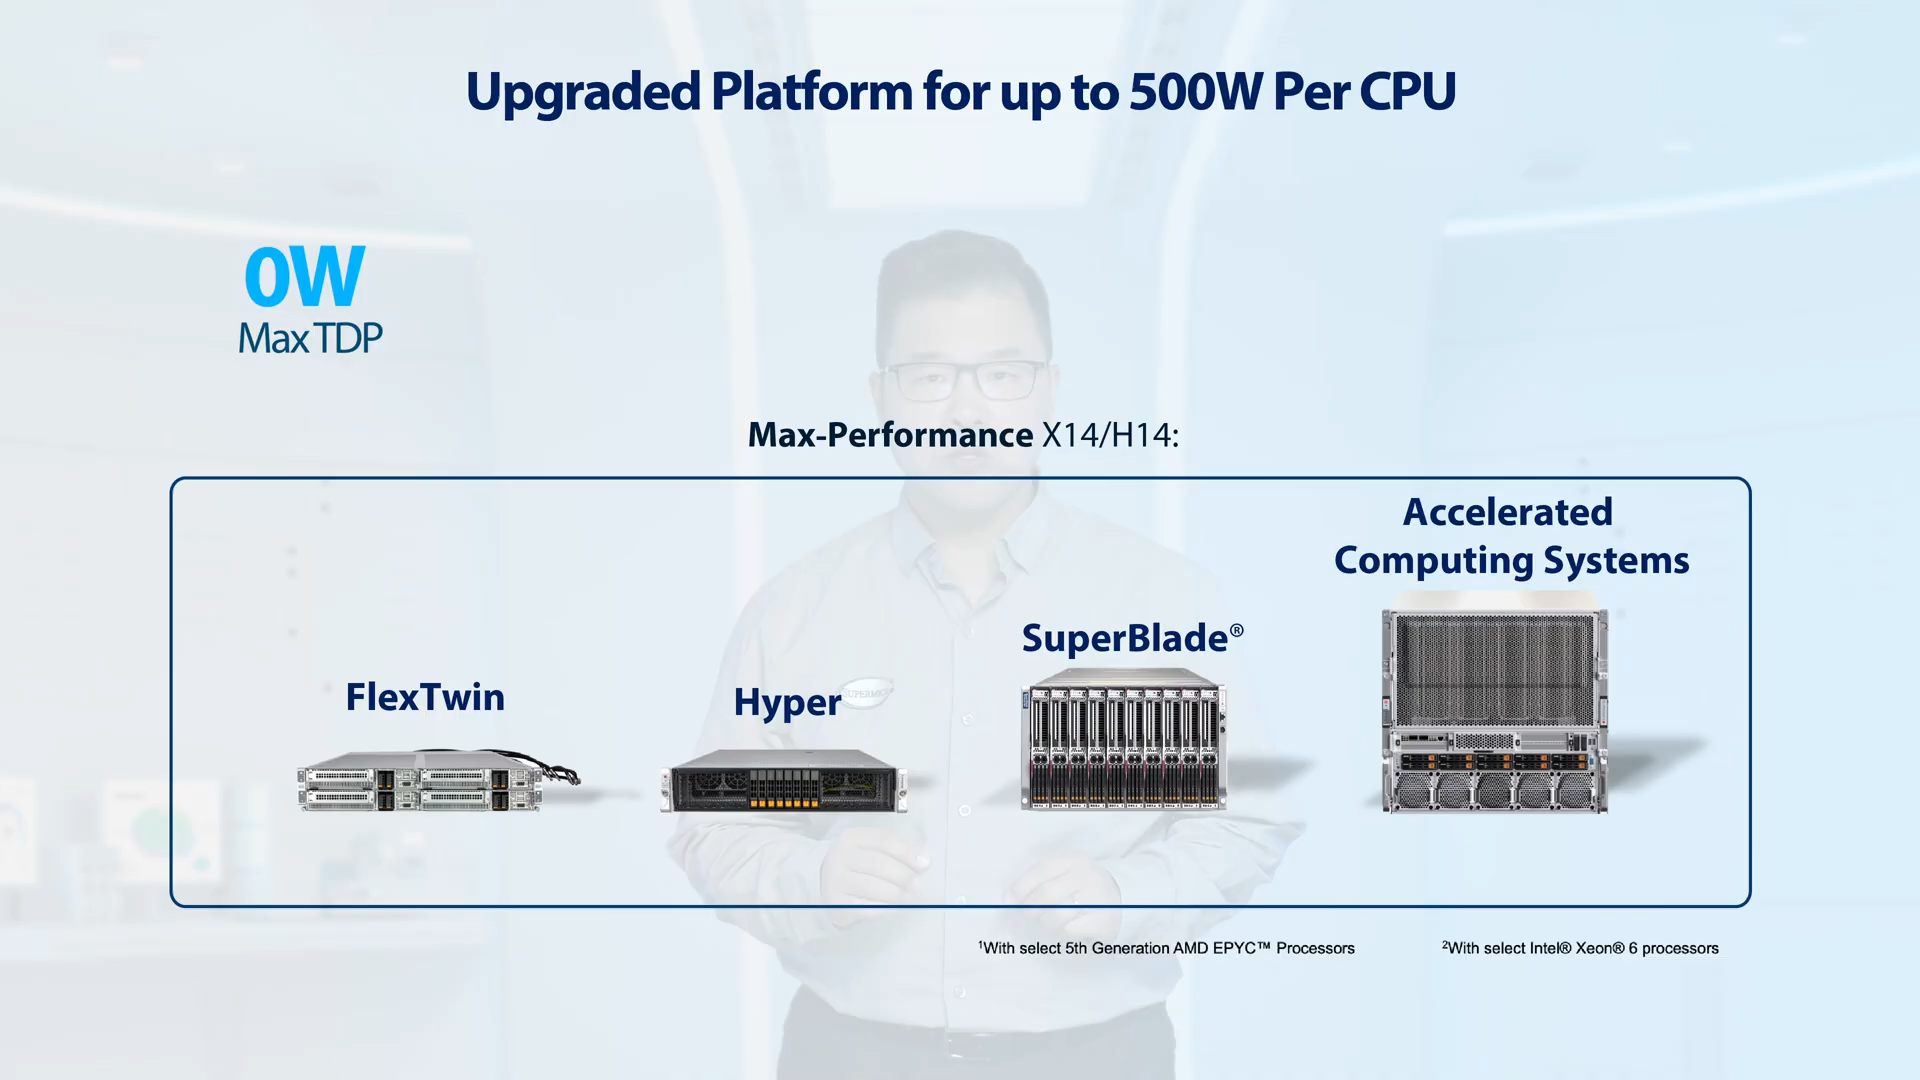 Upgraded Platform for up to 500W Per CPU
0W
Max TDP
Max-Performance X14/H14:
Accelerated
Computing Systems
SuperBlade®
FlexTwin
Hyper
SUPERMICR
¹With select 5th Generation AMD EPYC™ Processors
²With select Intel® Xeon® 6 processors